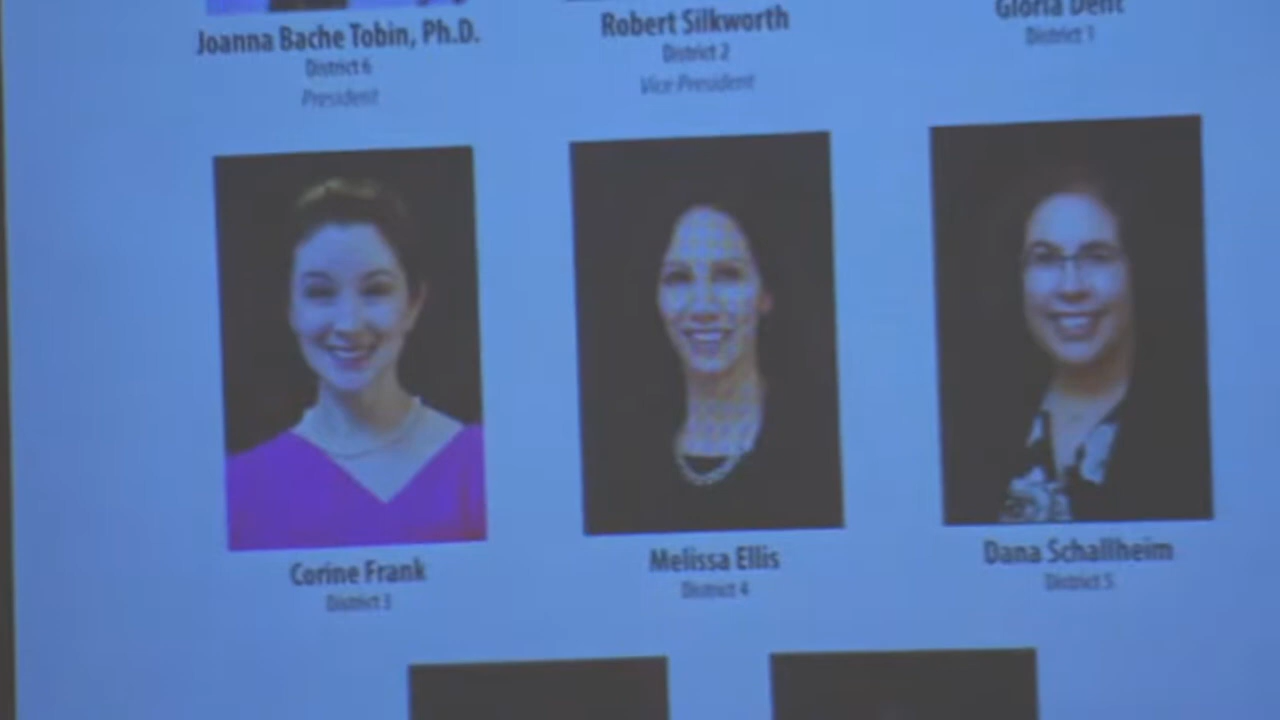 Joanna Bache Tobin, Ph.D.
District 6
President
Robert Silkworth
District 2
Vice-President
Gloria Dent
District 1
Corine Frank
District 3
Melissa Ellis
District 4
Dana Schallheim
District 5